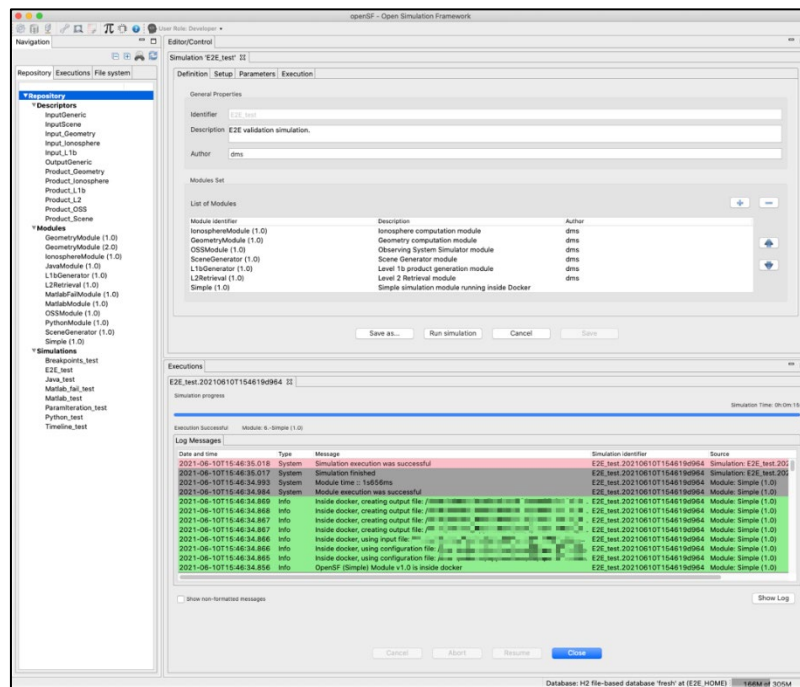 openSF - Open Simulation Framework
User Role: Developer
Navigation
Repository Executions File system
Repository
Descriptors
InputGeneric
InputScene
Input_Geometry
Input_Ionosphere
Input_L1b
OutputGeneric
Product_Geometry
Product_Ionosphere
Product_L1b
Product_L2
Product_OSS
Product_Scene
Modules
GeometryModule (1.0)
GeometryModule (2.0)
IonosphereModule (1.0)
JavaModule (1.0)
L1bGenerator (1.0)
L2Retrieval (1.0)
MatlabFailModule (1.0)
MatlabModule (1.0)
OSSModule (1.0)
PythonModule (1.0)
SceneGenerator (1.0)
Simple (1.0)
Simulations
Breakpoints_test
E2E_test
Java_test
Matlab_fail_test
Matlab_test
ParamIteration_test
Python_test
Timeline_test
Editor/Control
Simulation 'E2E_test'
Definition Setup Parameters Execution
General Properties
Identifier E2E_test
Description E2E validation simulation.
Author dms
Modules Set
List of Modules
Module identifier Description Author
IonosphereModule (1.0) Ionosphere computation module dms
GeometryModule (1.0) Geometry computation module dms
OSSModule (1.0) Observing System Simulator module dms
SceneGenerator (1.0) Scene Generator module dms
L1bGenerator (1.0) Level 1b product generation module dms
L2Retrieval (1.0) Level 2 Retrieval module dms
Simple (1.0) Simple simulation module running inside Docker
Save as... Run simulation Cancel Save
Executions
E2E_test.20210610T154619d964
Simulation progress
Simulation Time: 0h:0m:15
Execution Successful Module: 6.-Simple (1.0)
Log Messages
Date and time Type Message Simulation identifier Source
2021-06-10T15:46:35.018 System Simulation execution was successful E2E_test.20210610T154619d964 Simulation: E2E_test.202
2021-06-10T15:46:35.017 System Simulation finished E2E_test.20210610T154619d964 Simulation: E2E_test.202
2021-06-10T15:46:34.993 System Module time :: 1s858ms E2E_test.20210610T154619d964 Module: Simple (1.0)
2021-06-10T15:46:34.984 System Module execution was successful E2E_test.20210610T154619d964 Module: Simple (1.0)
2021-06-10T15:46:34.869 Info Inside docker, creating output file: / E2E_test.20210610T154619d964 Module: Simple (1.0)
2021-06-10T15:46:34.868 Info Inside docker, creating output file: / E2E_test.20210610T154619d964 Module: Simple (1.0)
2021-06-10T15:46:34.867 Info Inside docker, creating output file: / E2E_test.20210610T154619d964 Module: Simple (1.0)
2021-06-10T15:46:34.867 Info Inside docker, creating output file: / E2E_test.20210610T154619d964 Module: Simple (1.0)
2021-06-10T15:46:34.866 Info Inside docker, using input file: E2E_test.20210610T154619d964 Module: Simple (1.0)
2021-06-10T15:46:34.866 Info Inside docker, using configuration file: / E2E_test.20210610T154619d964 Module: Simple (1.0)
2021-06-10T15:46:34.865 Info Inside docker, using configuration file: E2E_test.20210610T154619d964 Module: Simple (1.0)
2021-06-10T15:46:34.856 Info OpenSF (Simple) Module v1.0 is inside docker E2E_test.20210610T154619d964 Module: Simple (1.0)
Show non-formatted messages
Show Log
Cancel Abort Resume Close
Database: H2 file-based database 'fresh' at (E2E_HOME) 166M of 305M